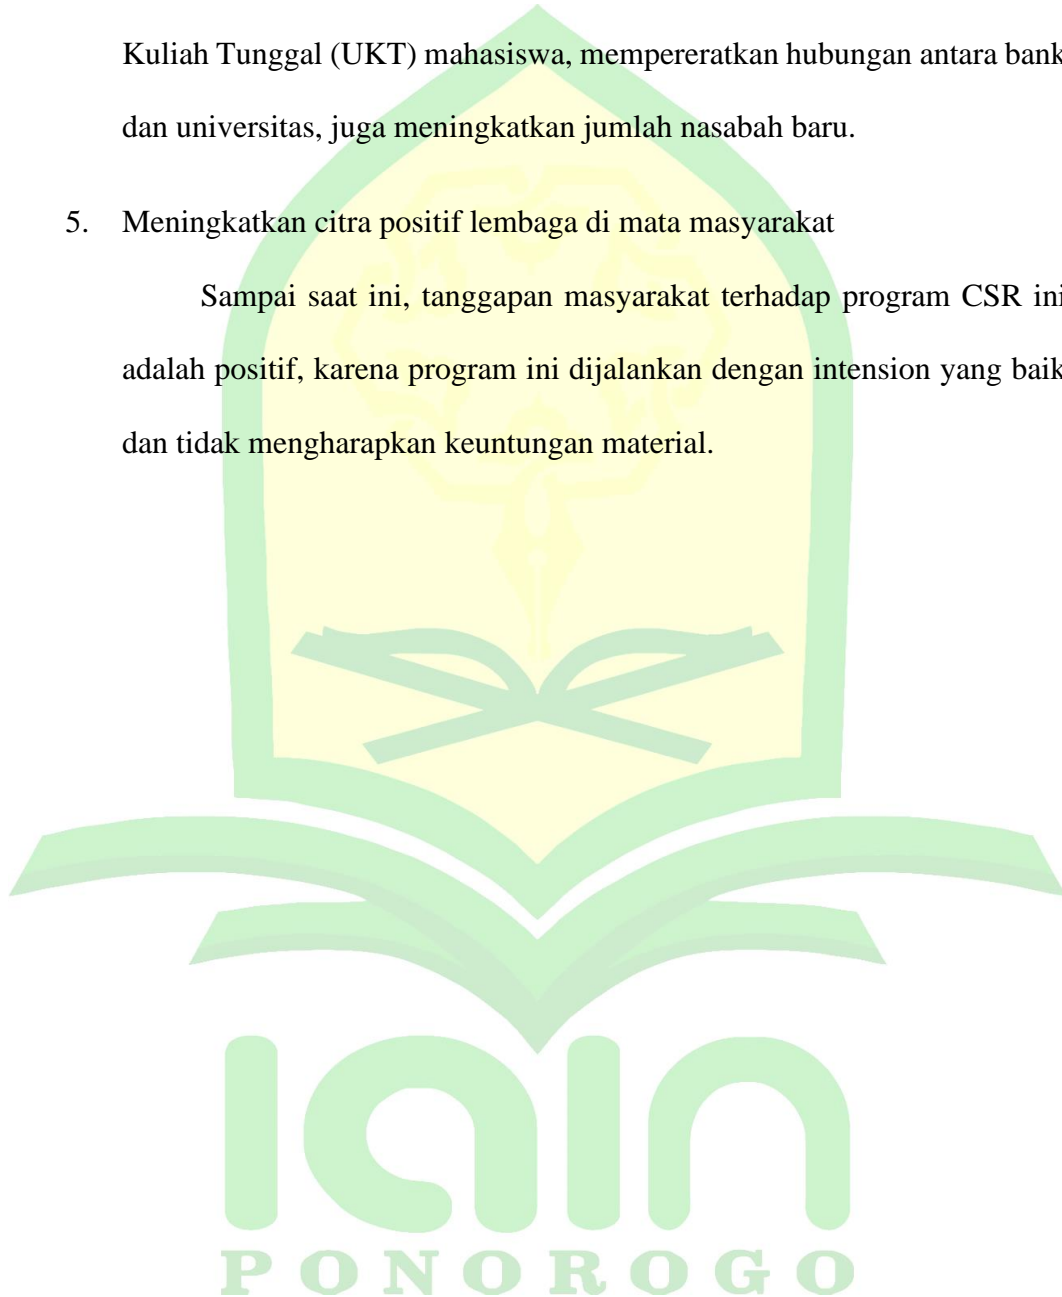 Kuliah Tunggal (UKT) mahasiswa, mempereratkan hubungan antara bank
dan universitas, juga meningkatkan jumlah nasabah baru.
5. Meningkatkan citra positif lembaga di mata masyarakat
Sampai saat ini, tanggapan masyarakat terhadap program CSR ini
adalah positif, karena program ini dijalankan dengan intension yang baik
dan tidak mengharapkan keuntungan material.
iain
PONOROGO